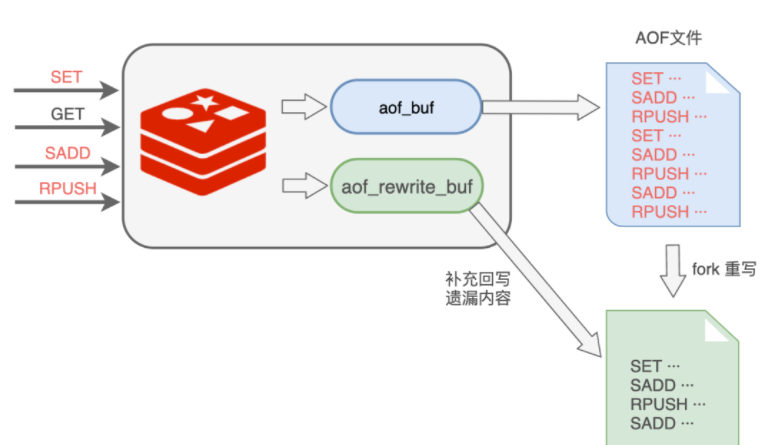 AOF文件
SET
GET
SADD
RPUSH
aof_buf
aof_rewrite_buf
SET ···
SADD ···
RPUSH ···
SET ···
SADD ···
RPUSH ···
SADD ···
RPUSH ···
补充回写
遗漏内容
fork 重写
SET ···
SADD ···
RPUSH ···
SADD ···